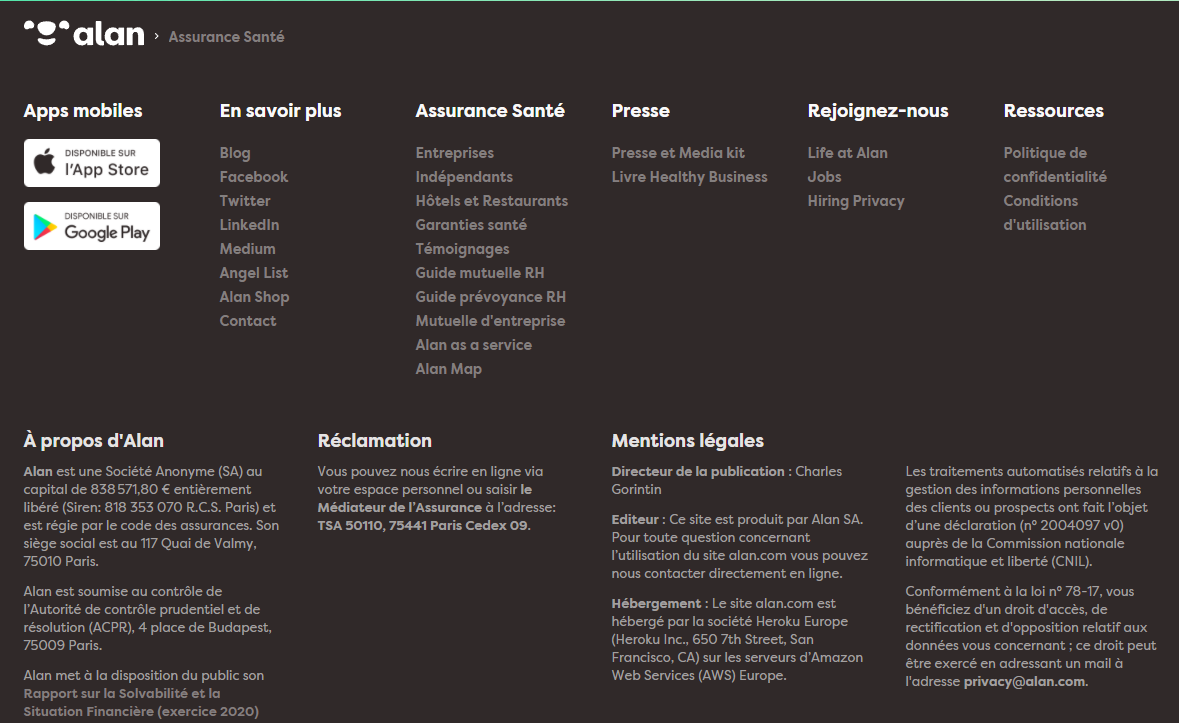 alan › Assurance Santé
Apps mobiles
DISPONIBLE SUR
l'App Store
DISPONIBLE SUR
Google Play
En savoir plus
Blog
Facebook
Twitter
LinkedIn
Medium
Angel List
Alan Shop
Contact
Assurance Santé
Entreprises
Indépendants
Hôtels et Restaurants
Garanties santé
Témoignages
Guide mutuelle RH
Guide prévoyance RH
Mutuelle d'entreprise
Alan as a service
Alan Map
Presse
Presse et Media kit
Livre Healthy Business
Rejoignez-nous
Life at Alan
Jobs
Hiring Privacy
Ressources
Politique de
confidentialité
Conditions
d'utilisation
À propos d'Alan
Alan est une Société Anonyme (SA) au
capital de 838 571,80 € entièrement
libéré (Siren: 818 353 070 R.C.S. Paris) et
est régie par le code des assurances. Son
siège social est au 117 Quai de Valmy,
75010 Paris.
Alan est soumise au contrôle de
l'Autorité de contrôle prudentiel et de
résolution (ACPR), 4 place de Budapest,
75009 Paris.
Alan met à la disposition du public son
Rapport sur la Solvabilité et la
Situation Financière (exercice 2020)
Réclamation
Vous pouvez nous écrire en ligne via
votre espace personnel ou saisir le
Médiateur de l'Assurance à l'adresse:
TSA 50110, 75441 Paris Cedex 09.
Mentions légales
Directeur de la publication : Charles
Gorintin
Editeur : Ce site est produit par Alan SA.
Pour toute question concernant
l'utilisation du site alan.com vous pouvez
nous contacter directement en ligne.
Hébergement : Le site alan.com est
hébergé par la société Heroku Europe
(Heroku Inc., 650 7th Street, San
Francisco, CA) sur les serveurs d'Amazon
Web Services (AWS) Europe.
Les traitements automatisés relatifs à la
gestion des informations personnelles
des clients ou prospects ont fait l'objet
d'une déclaration (nº 2004097 v0)
auprès de la Commission nationale
informatique et liberté (CNIL).
Conformément à la loi nº 78-17, vous
bénéficiez d'un droit d'accès, de
rectification et d'opposition relatif aux
données vous concernant ; ce droit peut
être exercé en adressant un mail à
l'adresse privacy@alan.com.